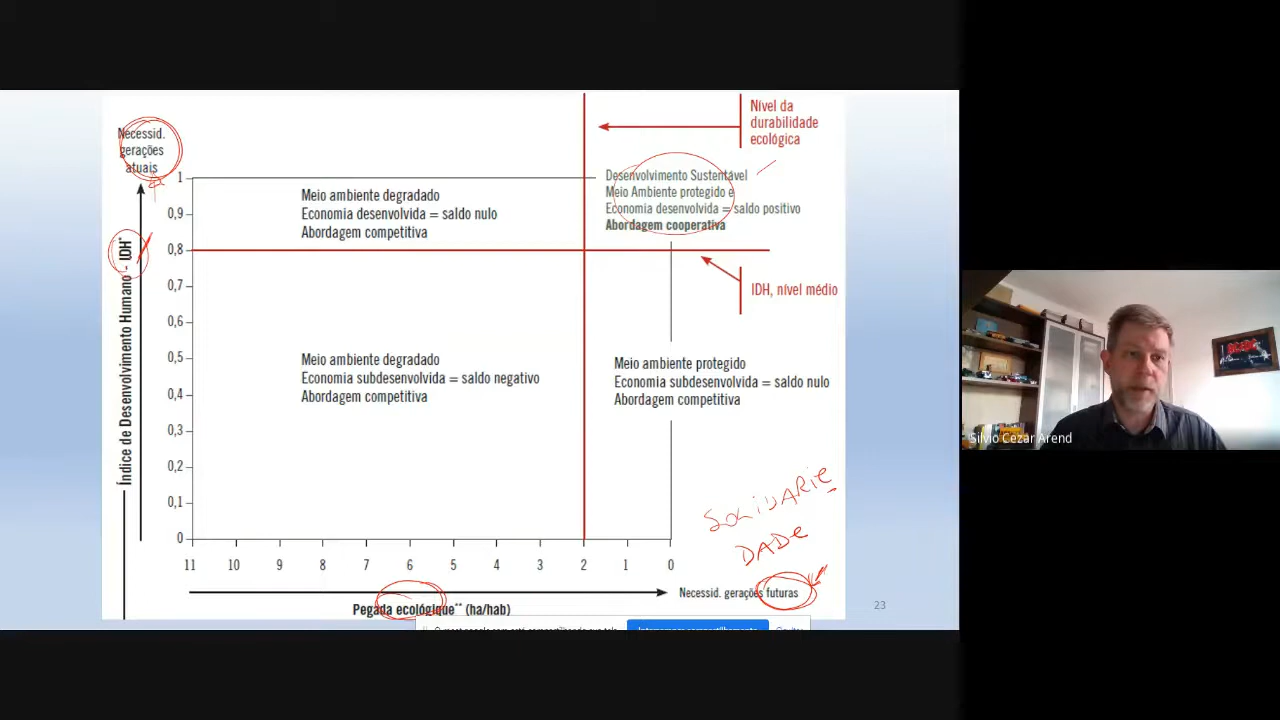 Necessid.
gerações
atuais
Nível da
durabilidade
ecológica
Desenvolvimento Sustentável
Meio Ambiente protegido e
Economia desenvolvida = saldo positivo
Abordagem cooperativa
Meio ambiente degradado
Economia desenvolvida = saldo nulo
Abordagem competitiva
IDH, nível médio
Índice de Desenvolvimento Humano - IDH*
1
0,9
0,8
0,7
0,6
0,5
0,4
0,3
0,2
0,1
0
Meio ambiente degradado
Economia subdesenvolvida = saldo negativo
Abordagem competitiva
Meio ambiente protegido
Economia subdesenvolvida = saldo nulo
Abordagem competitiva
Silvio Cezar Arend
SOLIDARIE
DADE
11 10 9 8 7 6 5 4 3 2 1 0
Necessid. gerações futuras
Pegada ecológique** (ha/hab)
23